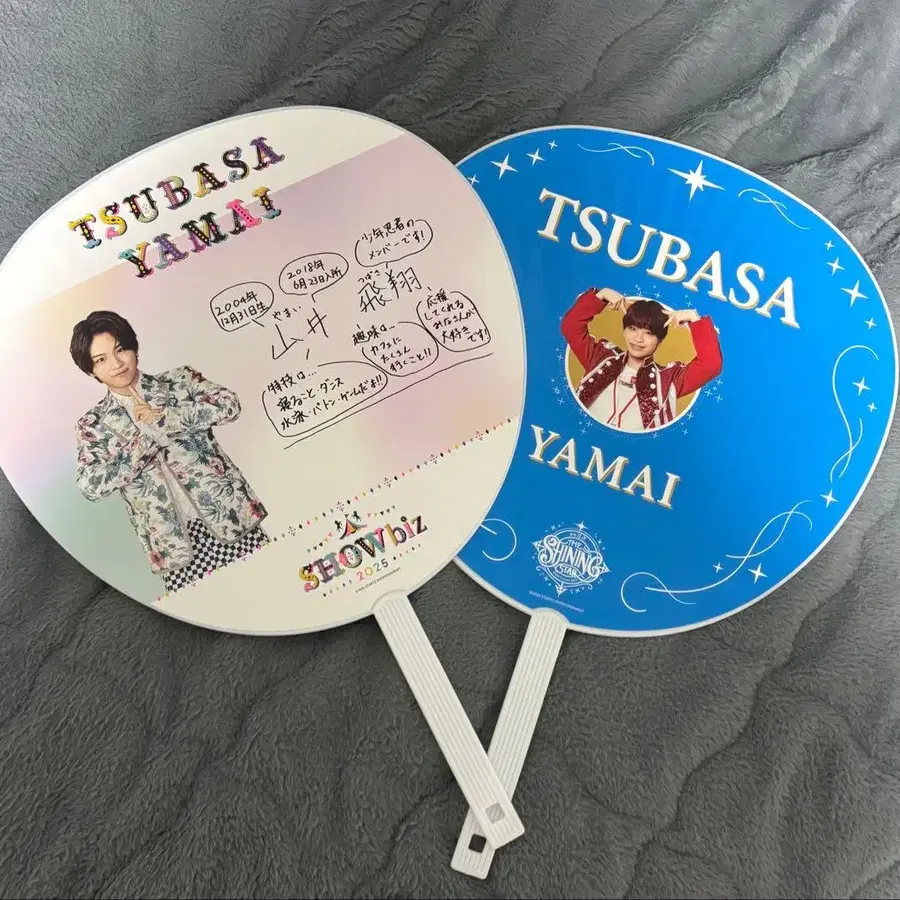 TSUBASA
YAMAI
2004年
12月31日生
2018年
6月23日入所
少年忍者の
メンバーです!
やまい
山井
つばさ
飛翔
特技は...
寝ること・ダンス
水泳・バトン・ゲームだよ!!
趣味は...
カフェに
たくさん
行くこと!!
応援
してくれる
みなさんが
大好き
です!
SHOWbiz
2025
TSUBASA
YAMAI
THE
SHINING
STAR